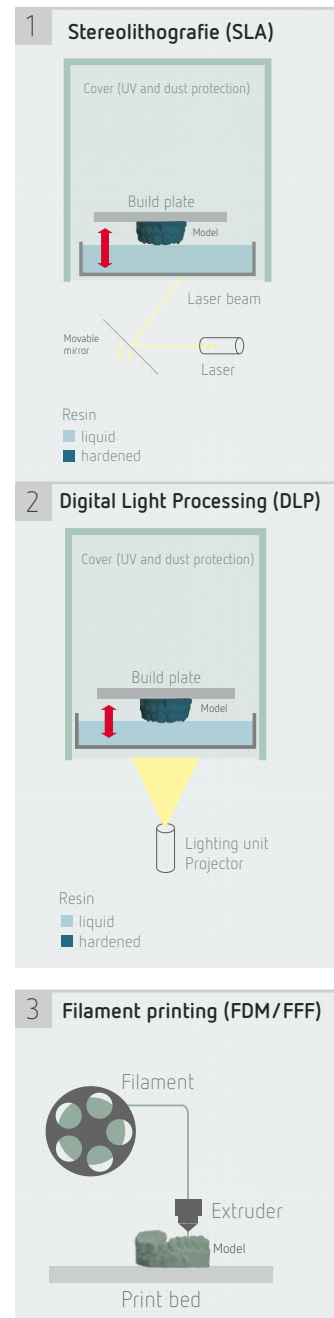 1
Stereolithografie (SLA)
Cover (UV and dust protection)
Build plate
Model
Laser beam
Movable
mirror
Laser
Resin
liquid
hardened
2
Digital Light Processing (DLP)
Cover (UV and dust protection)
Build plate
Model
Lighting unit
Projector
Resin
liquid
hardened
3
Filament printing (FDM/FFF)
Filament
Extruder
Model
Print bed